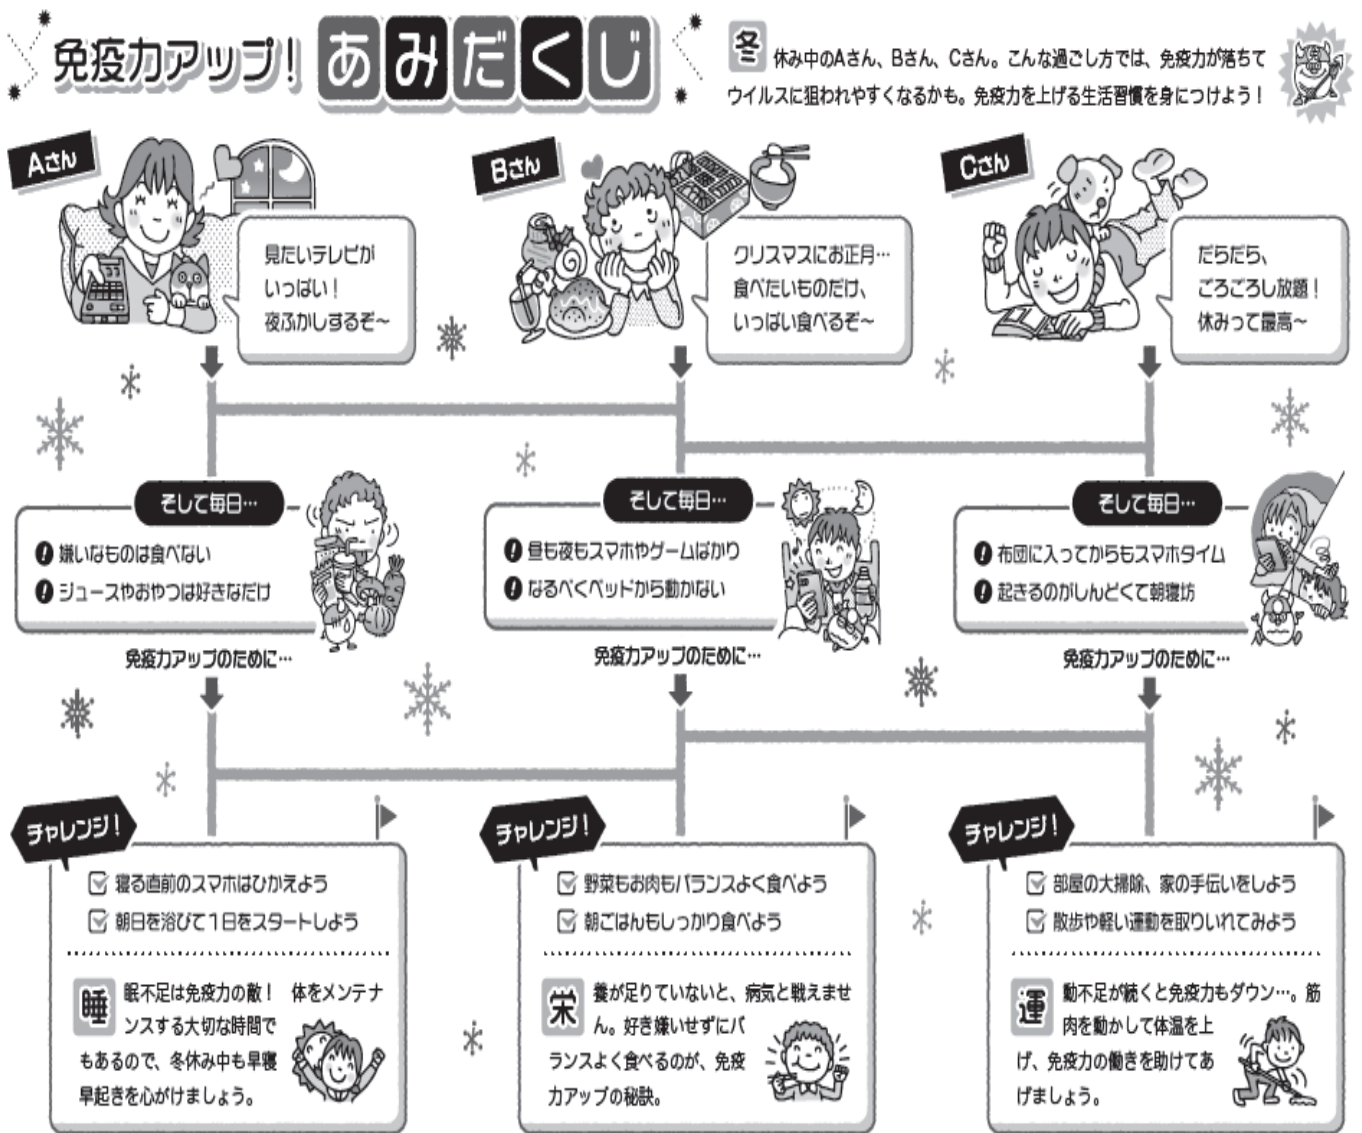 免疫力アップ！あみだくじ
冬休み中のAさん、Bさん、Cさん。こんな過ごし方では、免疫力が落ちて
ウイルスに狙われやすくなるかも。免疫力を上げる生活習慣を身につけよう！
Aさん
見たいテレビが
いっぱい！
夜ふかしするぞ～
Bさん
クリスマスにお正月…
食べたいものだけ、
いっぱい食べるぞ～
Cさん
だらだら、
ごろごろし放題！
休みって最高～
そして毎日…
！嫌いなものは食べない
！ジュースやおやつは好きなだけ
免疫力アップのために…
そして毎日…
！昼も夜もスマホやゲームばかり
！なるべくベッドから動かない
免疫力アップのために…
そして毎日…
！布団に入ってからもスマホタイム
！起きるのがしんどくて朝寝坊
免疫力アップのために…
チャレンジ！
寝る直前のスマホはひかえよう
朝日を浴びて1日をスタートしよう
睡眠不足は免疫力の敵！ 体をメンテナ
ンスする大切な時間で
もあるので、冬休み中も早寝
早起きを心がけましょう。
チャレンジ！
野菜もお肉もバランスよく食べよう
朝ごはんもしっかり食べよう
栄養が足りていないと、病気と戦えませ
ん。好き嫌いせずにバ
ランスよく食べるのが、免疫
力アップの秘訣。
チャレンジ！
部屋の大掃除、家の手伝いをしよう
散歩や軽い運動を取りいれてみよう
運動不足が続くと免疫力もダウン…。筋
肉を動かして体温を上
げ、免疫力の働きを助けてあ
げましょう。